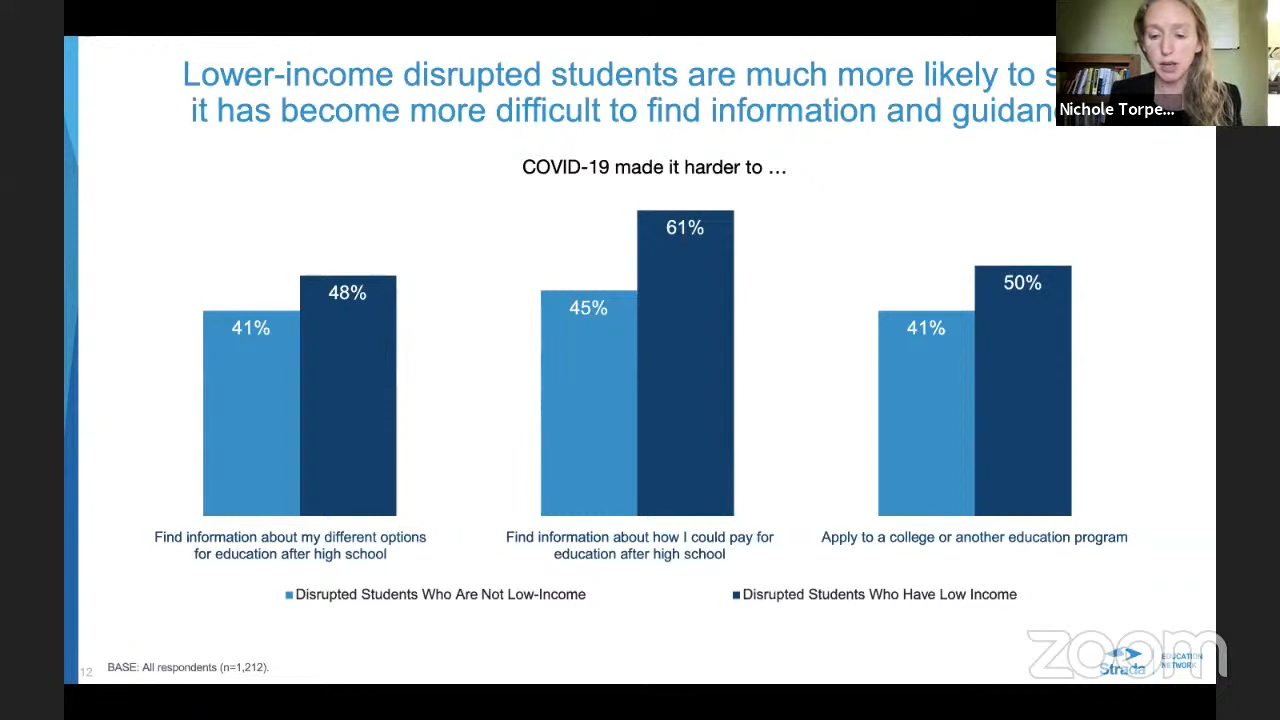 Lower-income disrupted students are much more likely to s
it has become more difficult to find information and guidan
Nichole Torpe...
COVID-19 made it harder to …
61%
48%
50%
45%
41%
41%
Find information about my different options
for education after high school
Find information about how I could pay for
education after high school
Apply to a college or another education program
Disrupted Students Who Are Not Low-Income
Disrupted Students Who Have Low Income
12
BASE: All respondents (n=1,212).
zoom
Strada
EDUCATION
NETWORK